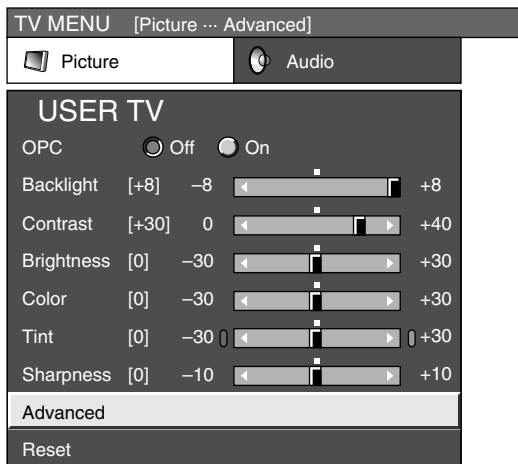 TV MENU [Picture ··· Advanced]
Picture Audio
USER TV
OPC Off On
Backlight [+8] –8 +8
Contrast [+30] 0 +40
Brightness [0] –30 +30
Color [0] –30 +30
Tint [0] –30 +30
Sharpness [0] –10 +10
Advanced
Reset